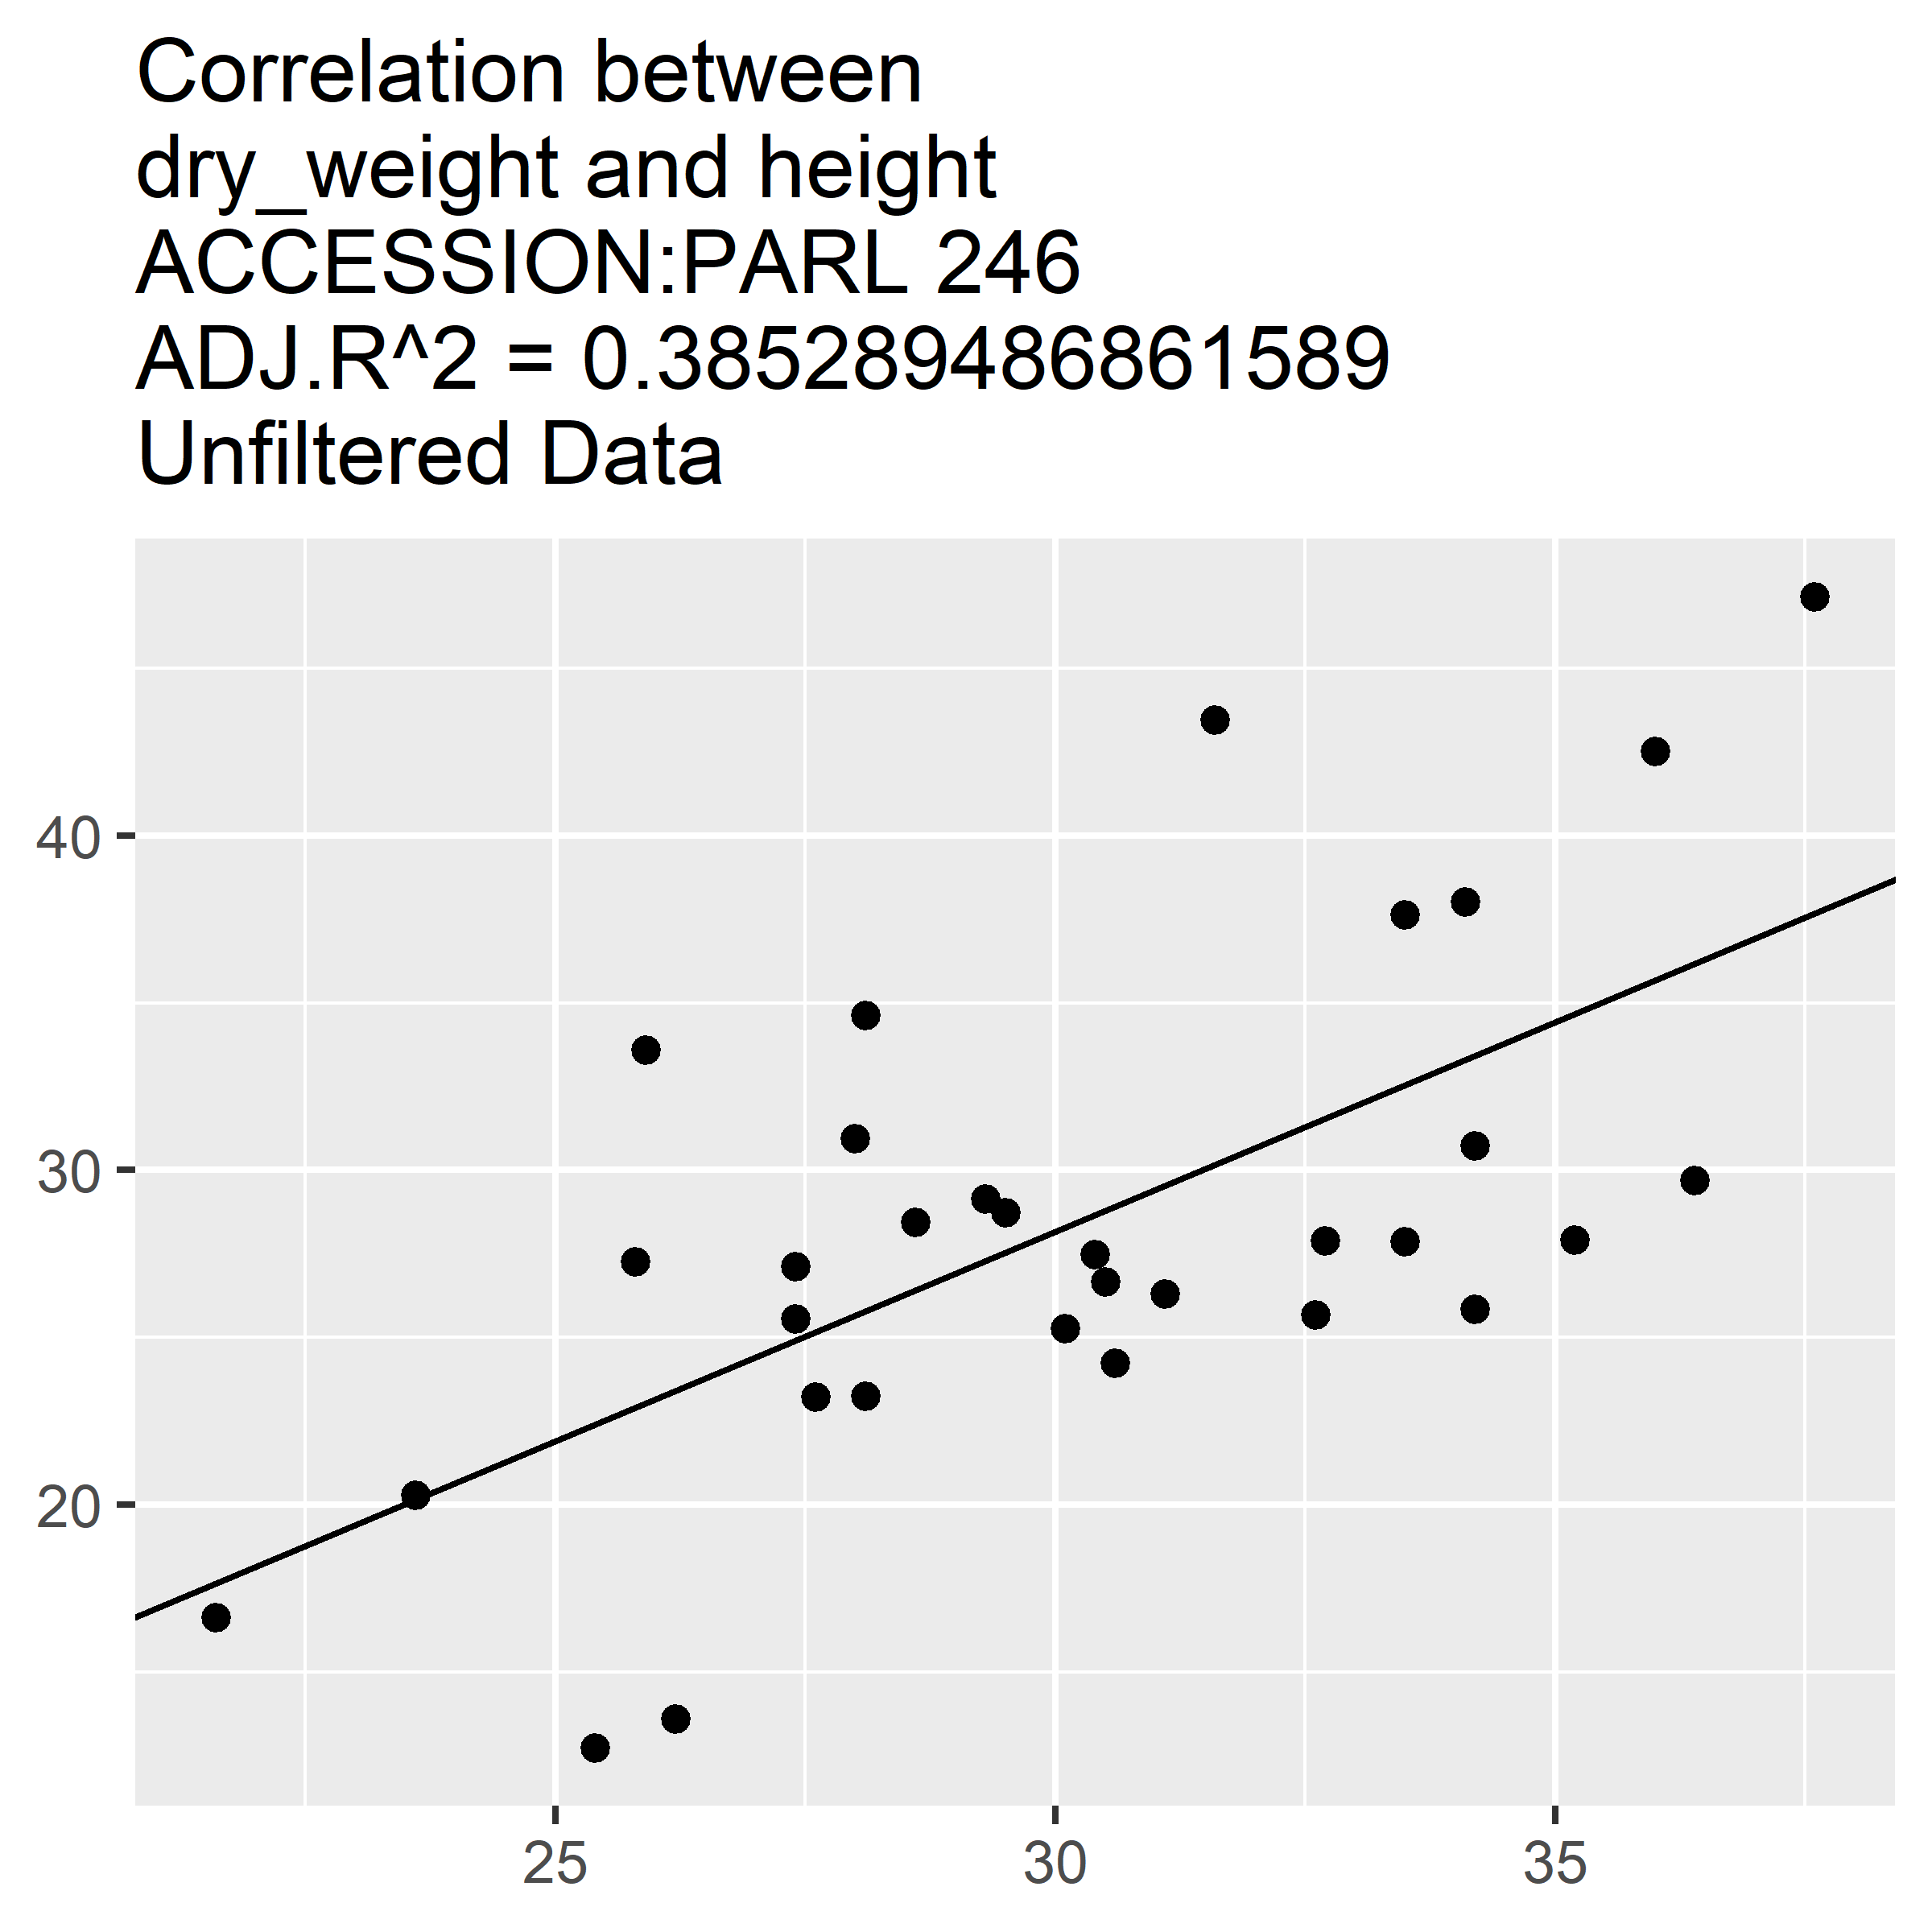 Correlation between
dry_weight and height
ACCESSION:PARL 246
ADJ.R^2 = 0.385289486861589
Unfiltered Data
40
30
20
25 30 35